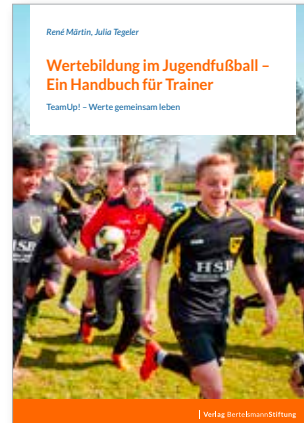 René Märtin, Julia Tegeler
Wertebildung im Jugendfußball –
Ein Handbuch für Trainer
TeamUp! – Werte gemeinsam leben
HSB
HSB
Verlag BertelsmannStiftung